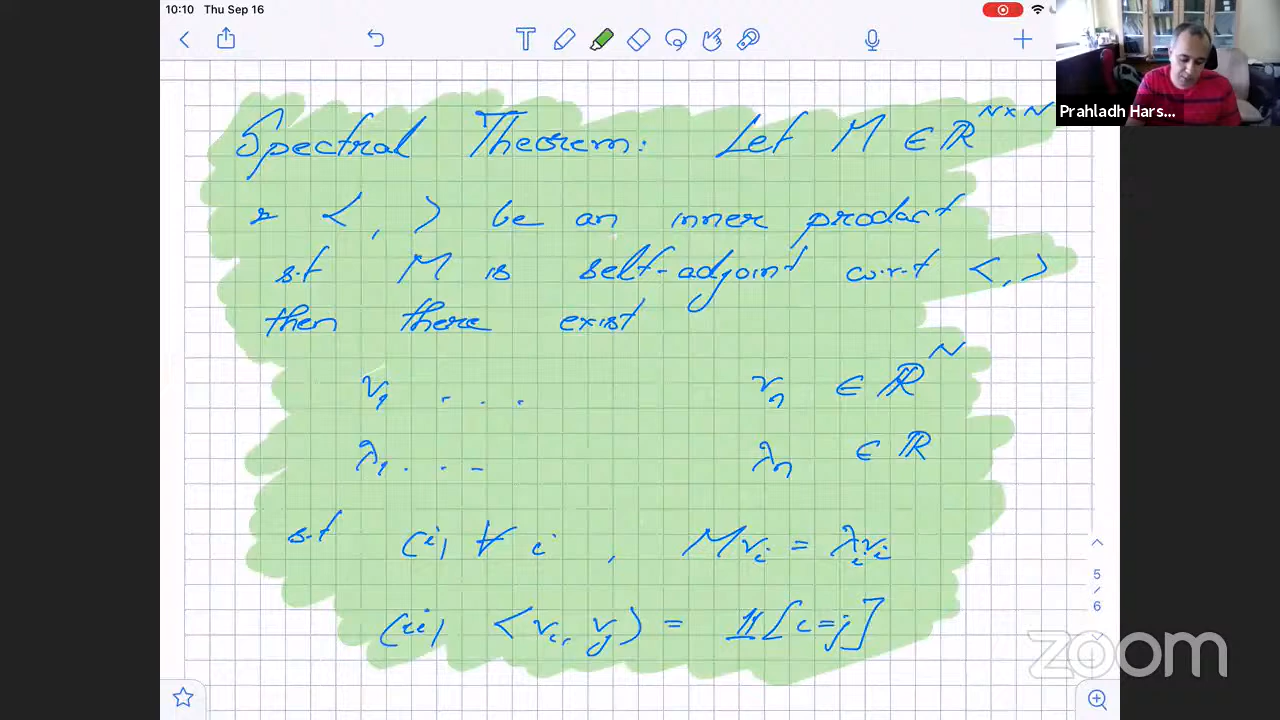 10:10 Thu Sep 16
Prahladh Hars...
Spectral Theorem: Let M ∈ ℝ^{N×N}
& < , > be an inner product
s.t M is self-adjoint w.r.t < , >
then there exist
v₁ . . . vₙ ∈ ℝ^N
λ₁ . . . λₙ ∈ ℝ
s.t (i) ∀ i , Mvᵢ = λᵢvᵢ
(ii) <vᵢ, vⱼ> = 𝟙[i=j]
5
6
zoom